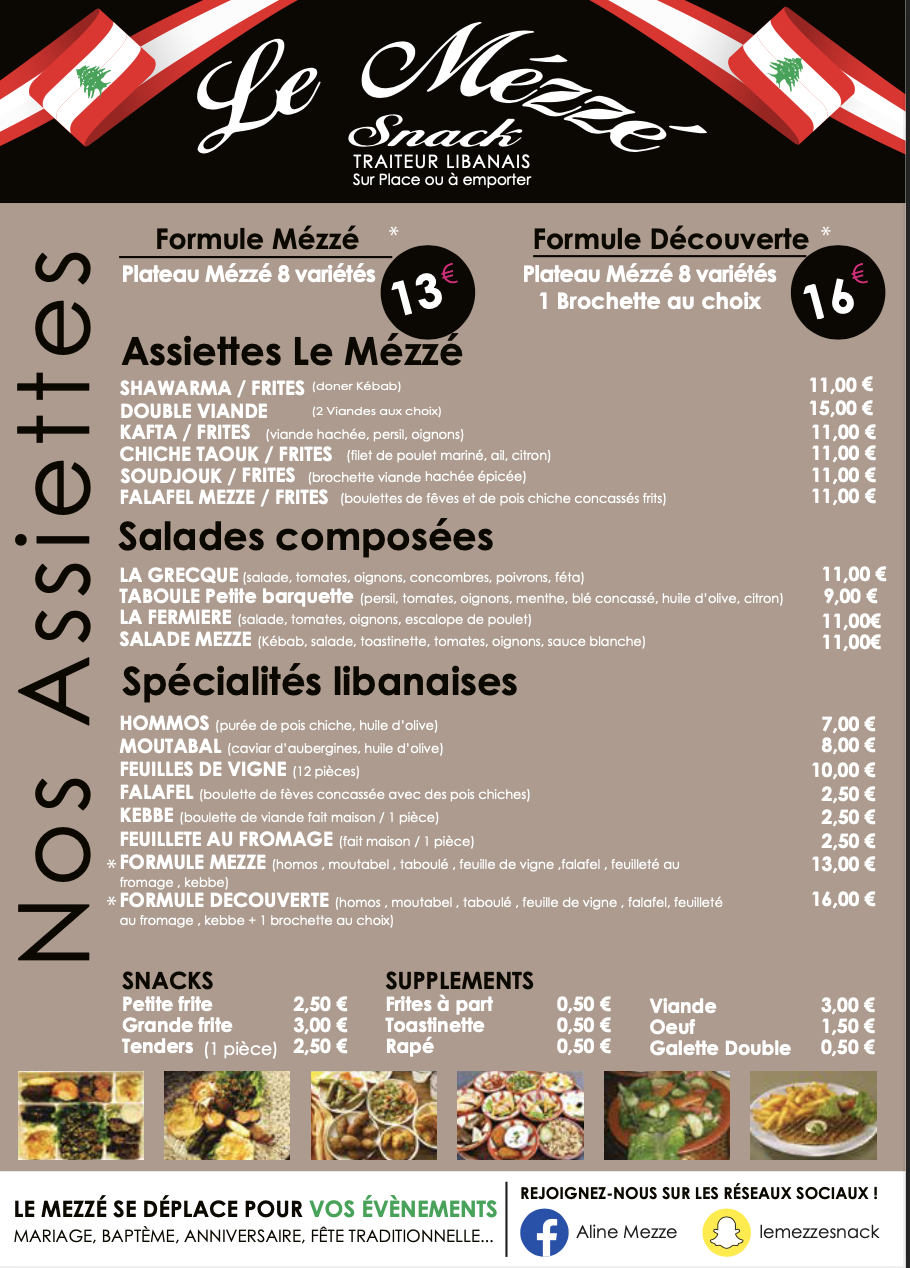 Le Mézzé
Snack
TRAITEUR LIBANAIS
Sur Place ou à emporter
Nos Assiettes
Formule Mézzé *
Plateau Mézzé 8 variétés
13€
Formule Découverte *
Plateau Mézzé 8 variétés
1 Brochette au choix
16€
Assiettes Le Mézzé
SHAWARMA / FRITES (doner Kébab) 11,00 €
DOUBLE VIANDE (2 Viandes aux choix) 15,00 €
KAFTA / FRITES (viande hachée, persil, oignons) 11,00 €
CHICHE TAOUK / FRITES (filet de poulet mariné, ail, citron) 11,00 €
SOUDJOUK / FRITES (brochette viande hachée épicée) 11,00 €
FALAFEL MEZZE / FRITES (boulettes de fêves et de pois chiche concassés frits) 11,00 €
Salades composées
LA GRECQUE (salade, tomates, oignons, concombres, poivrons, féta) 11,00 €
TABOULE Petite barquette (persil, tomates, oignons, menthe, blé concassé, huile d'olive, citron) 9,00 €
LA FERMIERE (salade, tomates, oignons, escalope de poulet) 11,00€
SALADE MEZZE (Kébab, salade, toastinette, tomates, oignons, sauce blanche) 11,00€
Spécialités libanaises
HOMMOS (purée de pois chiche, huile d'olive) 7,00 €
MOUTABAL (caviar d'aubergines, huile d'olive) 8,00 €
FEUILLES DE VIGNE (12 pièces) 10,00 €
FALAFEL (boulette de fèves concassée avec des pois chiches) 2,50 €
KEBBE (boulette de viande fait maison / 1 pièce) 2,50 €
FEUILLETE AU FROMAGE (fait maison / 1 pièce) 2,50 €
* FORMULE MEZZE (homos , moutabel , taboulé , feuille de vigne ,falafel , feuilleté au 13,00 €
fromage , kebbe)
* FORMULE DECOUVERTE (homos , moutabel , taboulé , feuille de vigne , falafel, feuilleté 16,00 €
au fromage , kebbe + 1 brochette au choix)
SNACKS
Petite frite 2,50 €
Grande frite 3,00 €
Tenders (1 pièce) 2,50 €
SUPPLEMENTS
Frites à part 0,50 €
Toastinette 0,50 €
Rapé 0,50 €
Viande 3,00 €
Oeuf 1,50 €
Galette Double 0,50 €
LE MEZZÉ SE DÉPLACE POUR VOS ÉVÈNEMENTS
MARIAGE, BAPTÈME, ANNIVERSAIRE, FÊTE TRADITIONNELLE...
REJOIGNEZ-NOUS SUR LES RÉSEAUX SOCIAUX !
Aline Mezze
lemezzesnack